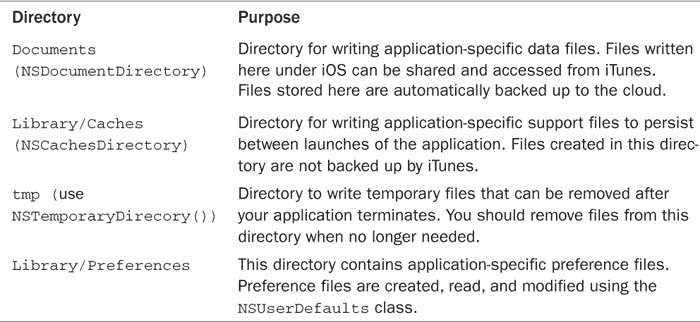 Directory Purpose
Documents Directory for writing application-specific data files. Files written
(NSDocumentDirectory) here under iOS can be shared and accessed from iTunes.
Files stored here are automatically backed up to the cloud.
Library/Caches Directory for writing application-specific support files to persist
(NSCachesDirectory) between launches of the application. Files created in this direc-
tory are not backed up by iTunes.
tmp (use Directory to write temporary files that can be removed after
NSTemporaryDirecory()) your application terminates. You should remove files from this
directory when no longer needed.
Library/Preferences This directory contains application-specific preference files.
Preference files are created, read, and modified using the
NSUserDefaults class.